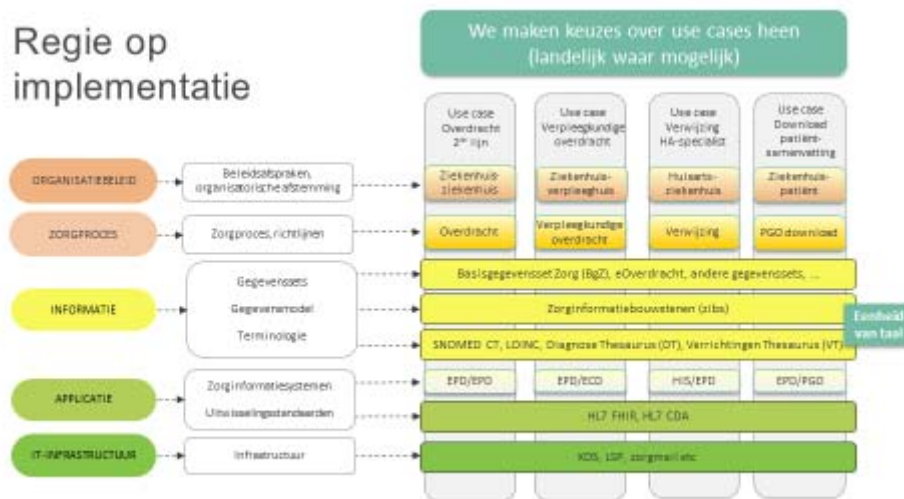 Regie op
implementatie
We maken keuzes over use cases heen
(landelijk waar mogelijk)
Use case
Overdracht
2de lijn
Use case
Verpleegkundige
overdracht
Use case
Verwijzing
HA-specialist
Use case
Download
patiënt-
samenvatting
ORGANISATIEBELEID
Beleidsafspraken,
organisatorische afstemming
Ziekenhuis-
ziekenhuis
Ziekenhuis-
verpleeghuis
Huisarts-
ziekenhuis
Ziekenhuis-
patiënt
ZORGPROCES
Zorgproces, richtlijnen
Overdracht
Verpleegkundige
overdracht
Verwijzing
PGO download
INFORMATIE
Gegevenssets
Gegevensmodel
Terminologie
Basisgegevensset Zorg (BgZ), eOverdracht, andere gegevenssets, ...
Zorginformatiebouwstenen (zibs)
SNOMED CT, LOINC, Diagnose Thesaurus (DT), Verrichtingen Thesaurus (VT)
Eenheid
van taal
APPLICATIE
Zorginformatiesystemen
Uitwisselingsstandaarden
EPD/EPD
EPD/ECD
HIS/EPD
EPD/PGO
HL7 FHIR, HL7 CDA
IT-INFRASTRUCTUUR
Infrastructuur
XDS, LSP, zorgmail etc